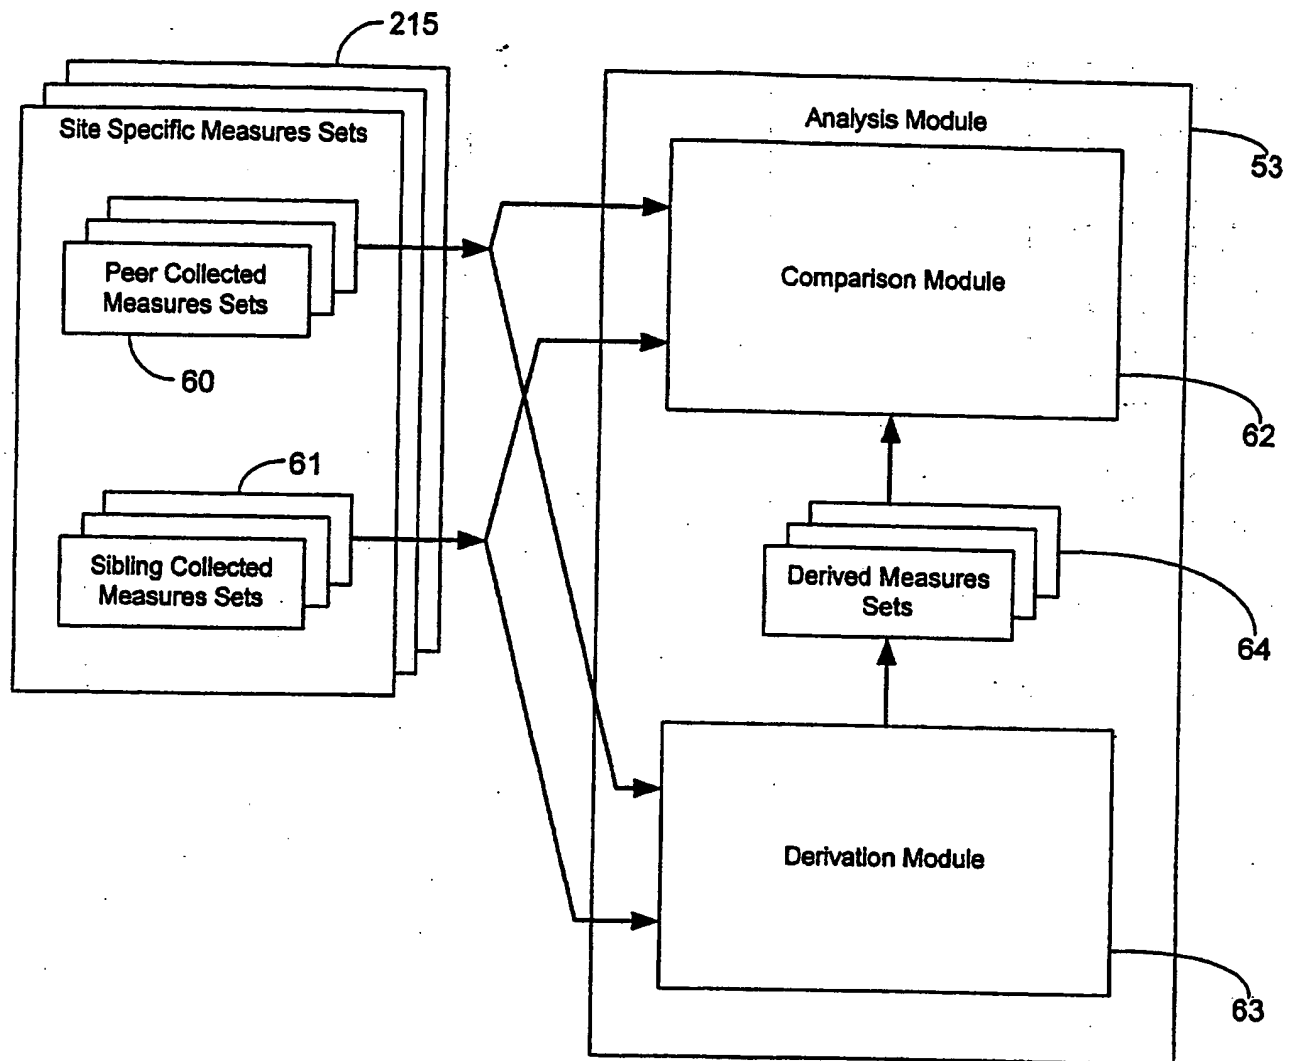 215
Site Specific Measures Sets
Peer Collected
Measures Sets
60
61
Sibling Collected
Measures Sets
Analysis Module
53
Comparison Module
62
Derived Measures
Sets
64
Derivation Module
63